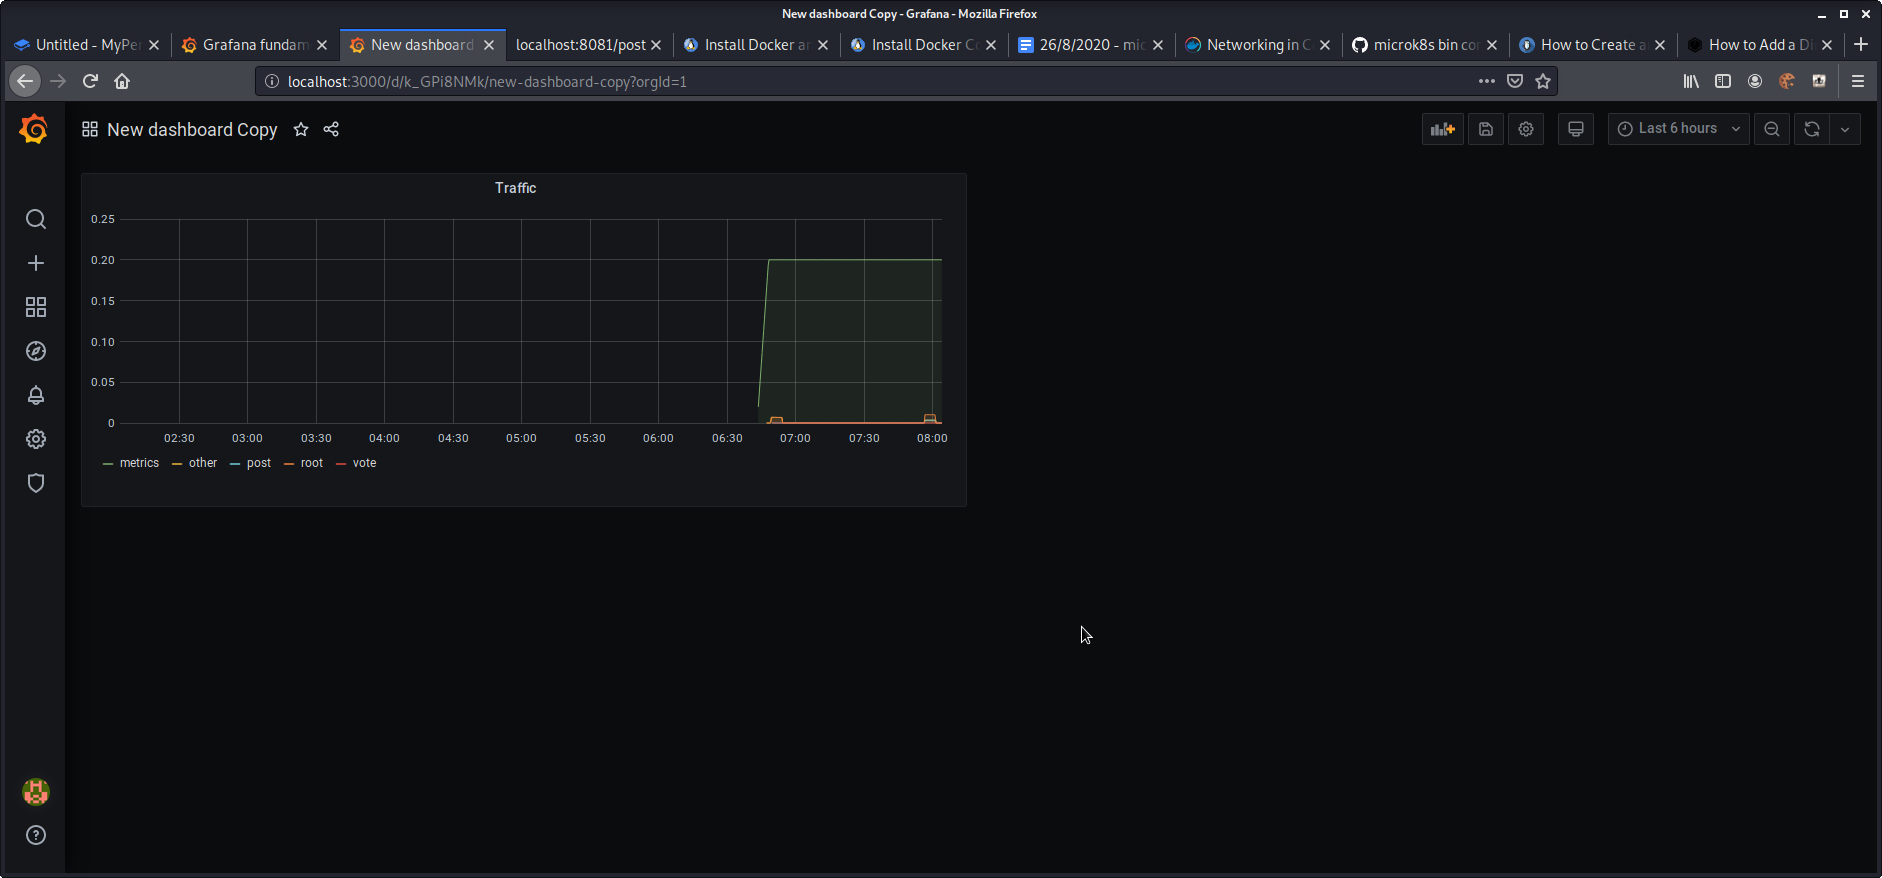 New dashboard Copy - Grafana - Mozilla Firefox
Untitled - MyPe
Grafana fundam
New dashboard
localhost:8081/post
Install Docker a
Install Docker C
26/8/2020 - mic
Networking in C
microk8s bin co
How to Create a
How to Add a D
localhost:3000/d/k_GPi8NMk/new-dashboard-copy?orgId=1
New dashboard Copy
Last 6 hours
Traffic
0.25
0.20
0.15
0.10
0.05
0
02:30 03:00 03:30 04:00 04:30 05:00 05:30 06:00 06:30 07:00 07:30 08:00
metrics other post root vote